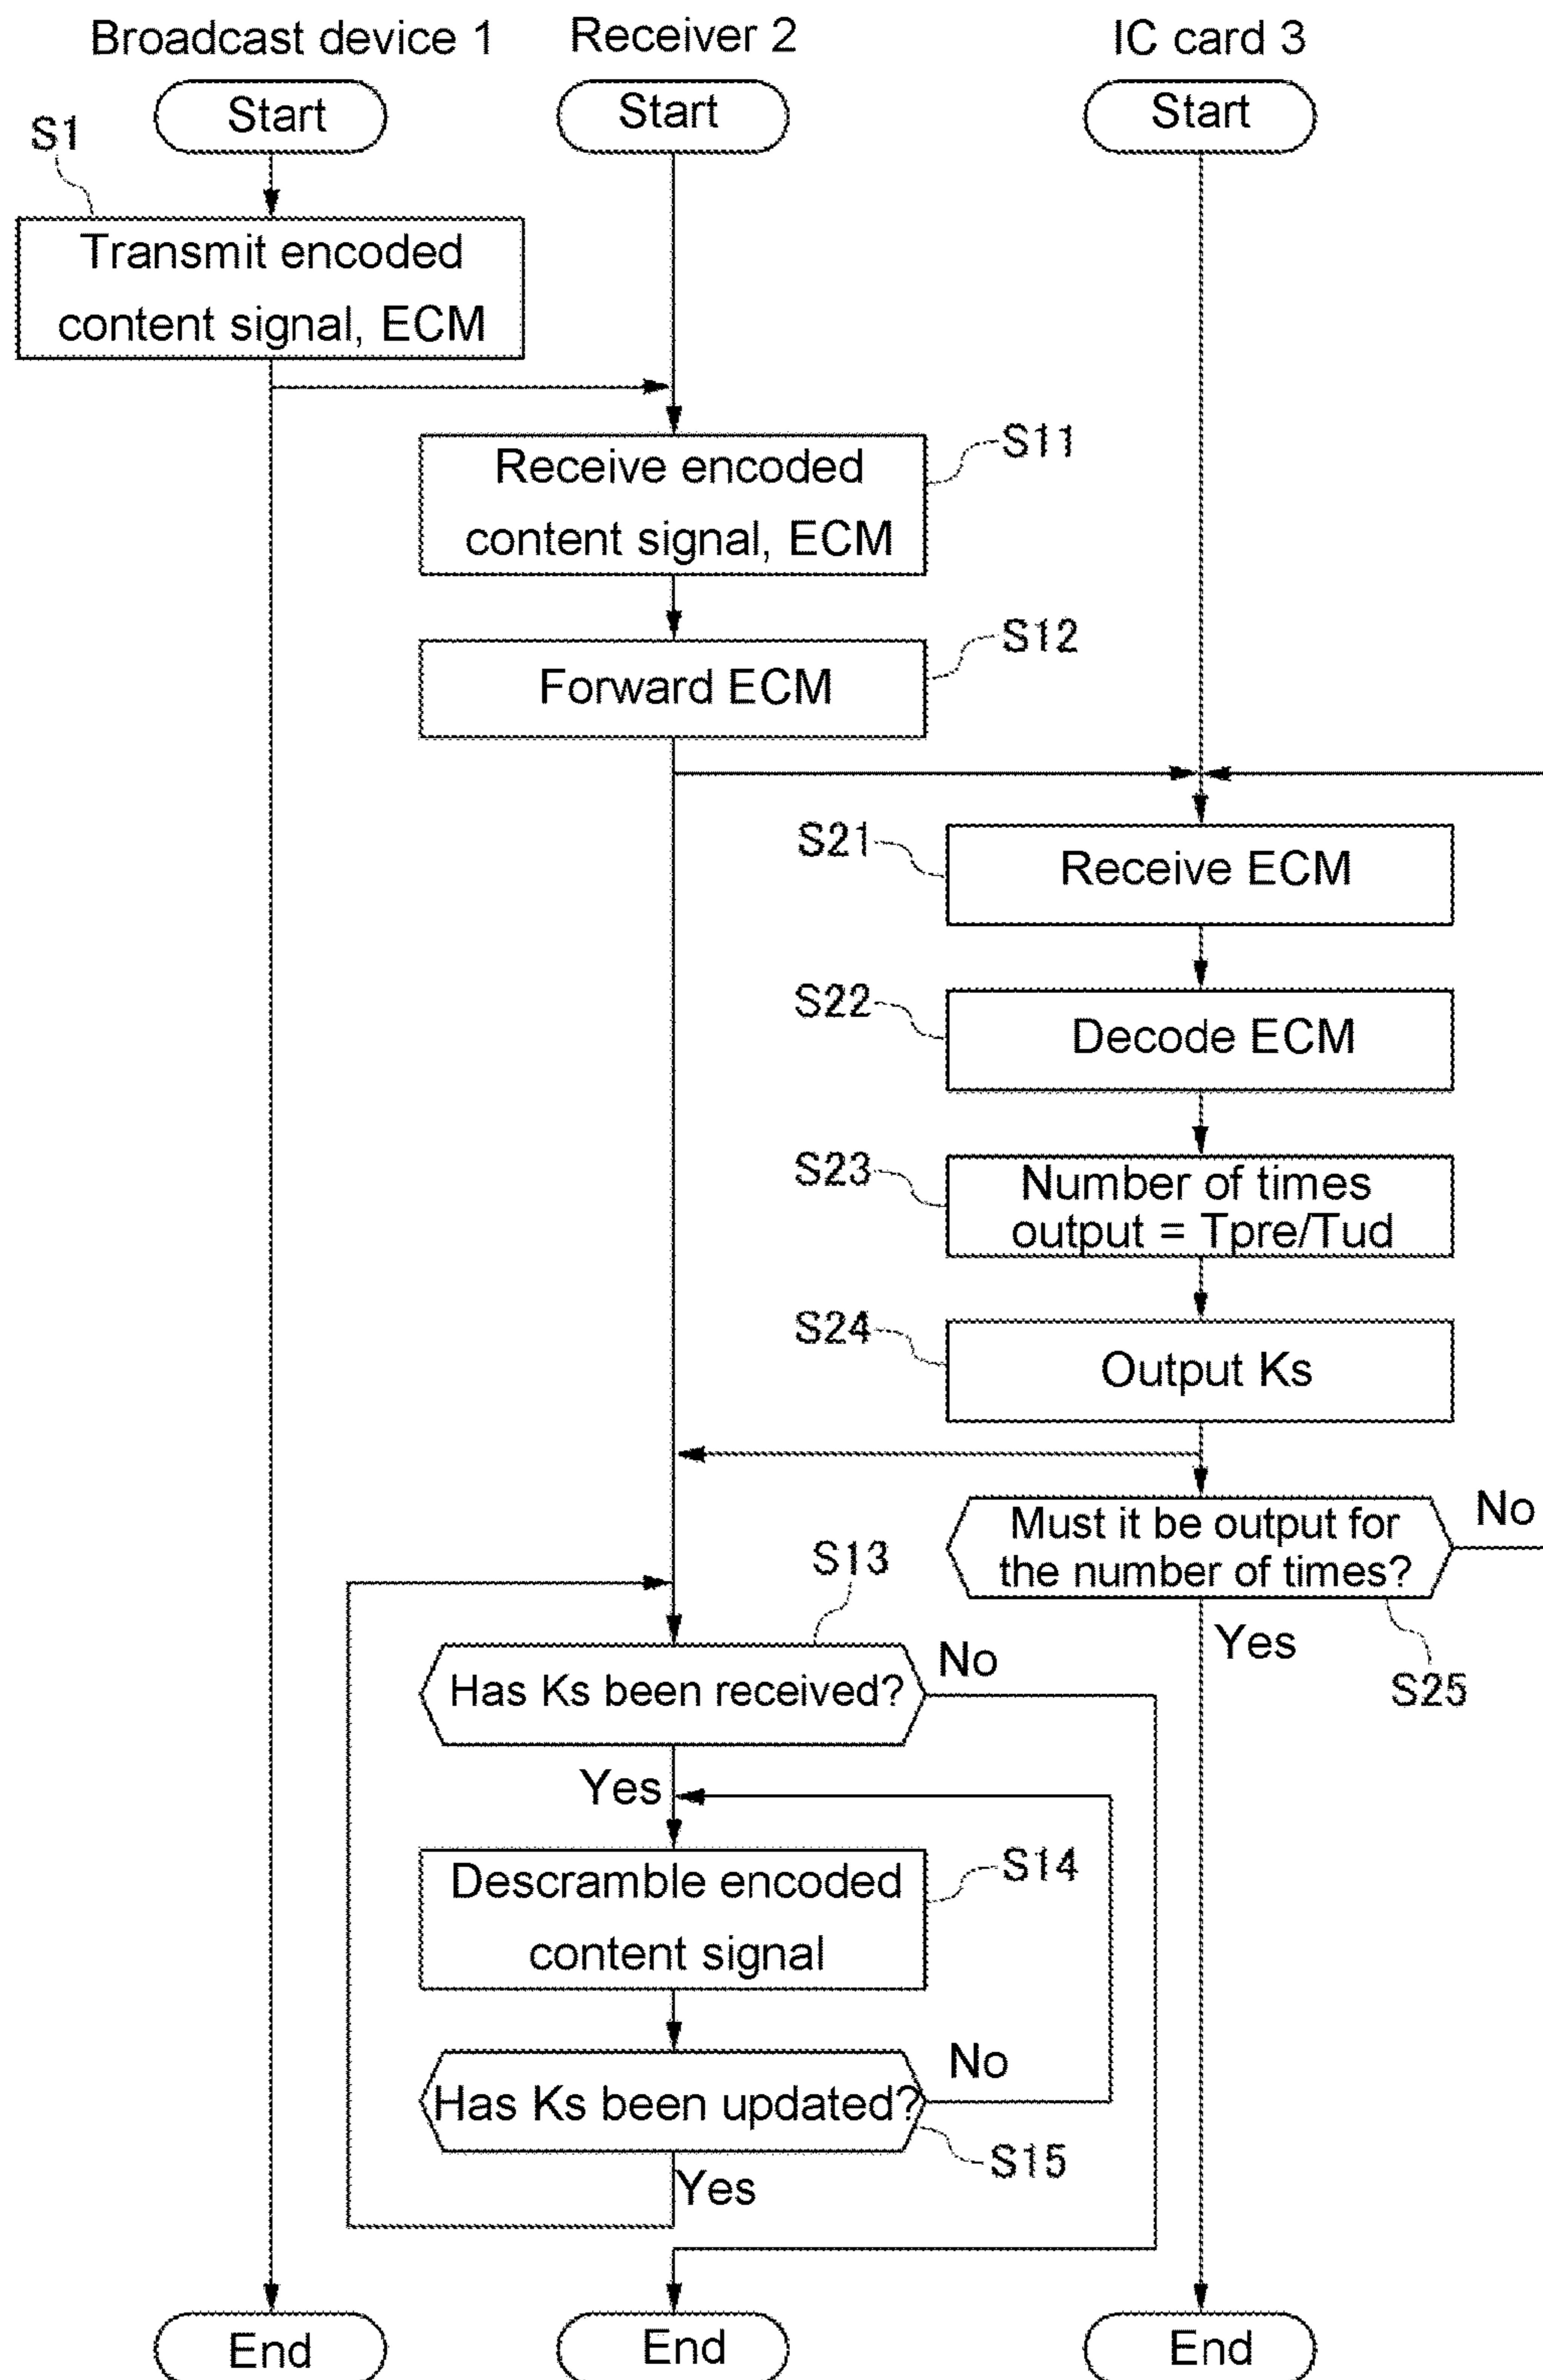 Broadcast device 1
Receiver 2
IC card 3
Start
Start
Start
S1
Transmit encoded
content signal, ECM
S11
Receive encoded
content signal, ECM
S12
Forward ECM
S21
Receive ECM
S22
Decode ECM
S23
Number of times
output = Tpre/Tud
S24
Output Ks
Must it be output for
the number of times?
No
S25
Yes
S13
Has Ks been received?
No
Yes
S14
Descramble encoded
content signal
Has Ks been updated?
No
S15
Yes
End
End
End